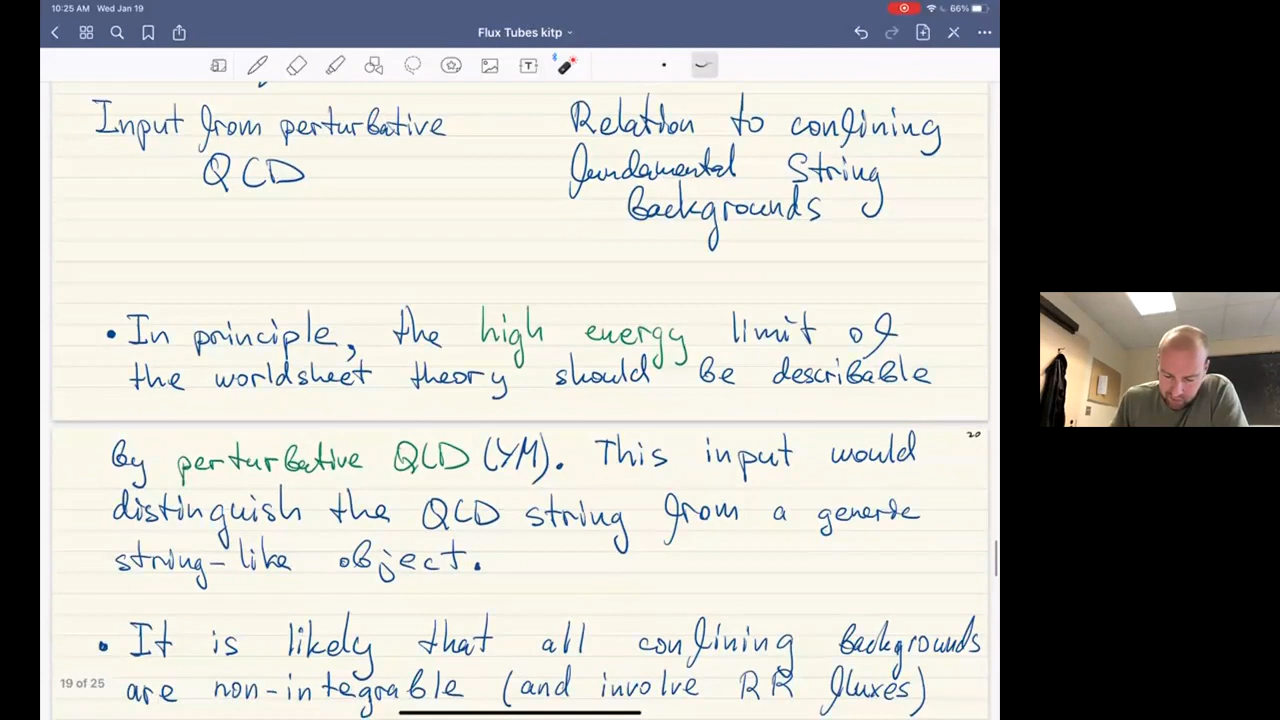 10:25 AM Wed Jan 19
66%
Flux Tubes kitp
T
Input from perturbative
QCD
Relation to confining
fundamental String
backgrounds
• In principle, the high energy limit of
the worldsheet theory should be describable
20
by perturbative QCD (YM). This input would
distinguish the QCD string from a generic
string-like object.
• It is likely that all confining backgrounds
19 of 25
are non-integrable (and involve RR fluxes)